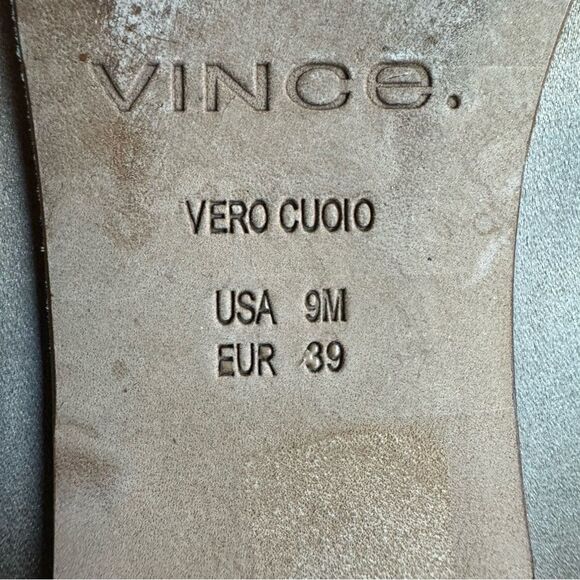 VINCE.
VERO CUOIO
USA 9M
EUR 39